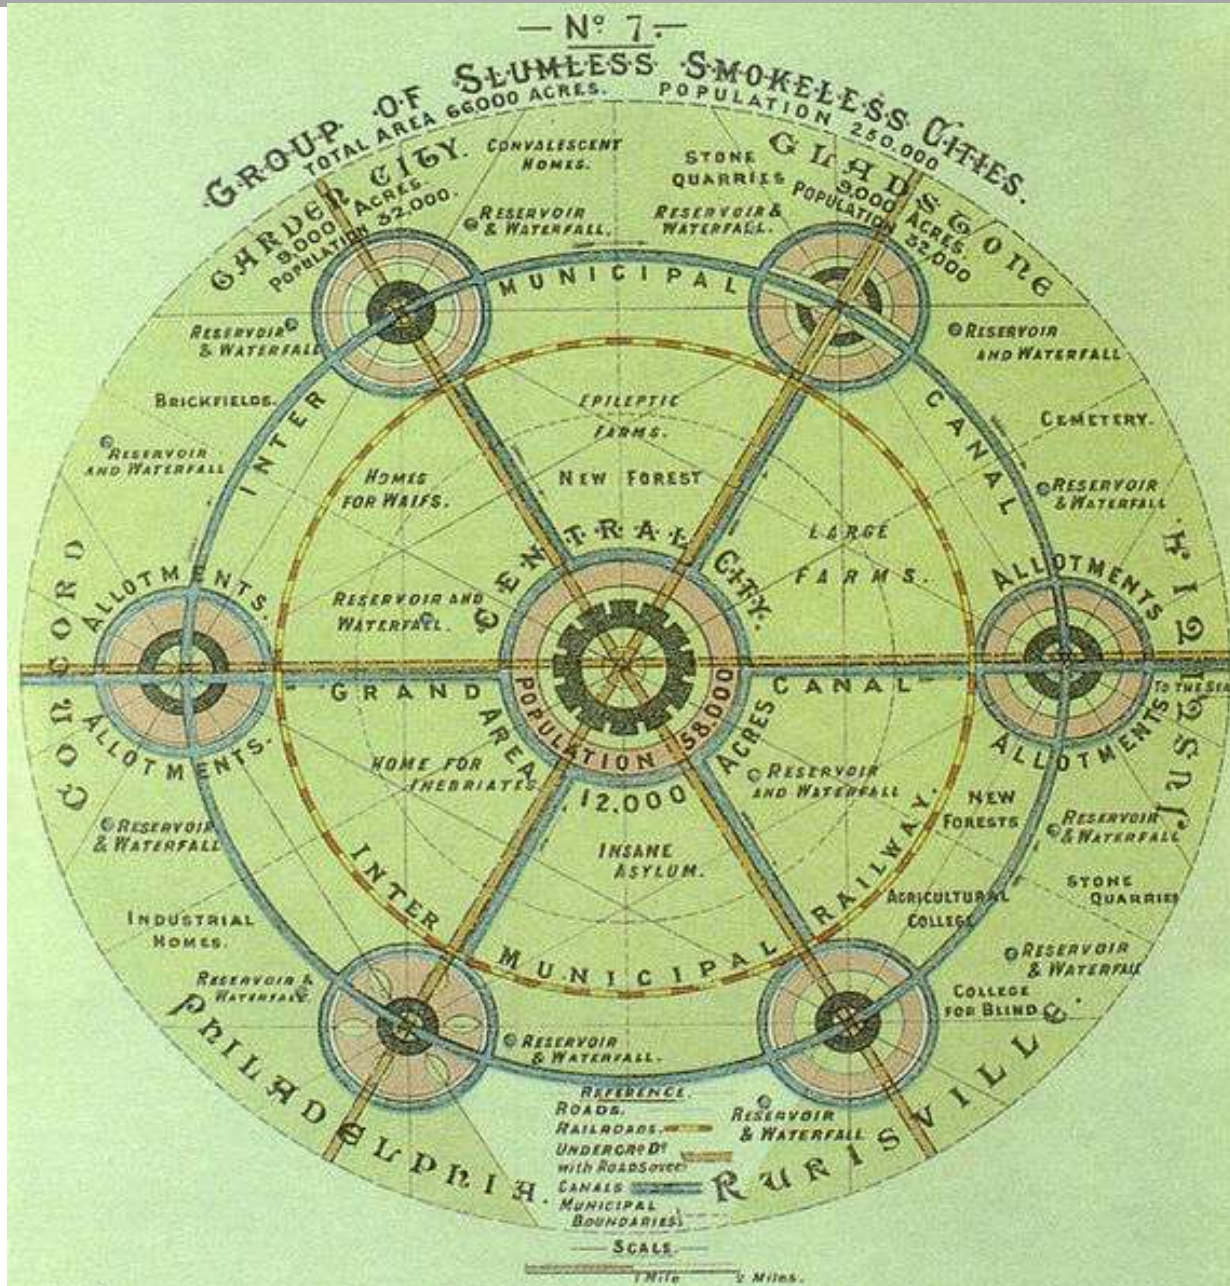 — No 7. —
GROUP OF SLUMLESS SMOKELESS CITIES.
TOTAL AREA 66000 ACRES. POPULATION 250.000
GARDEN CITY.
9,000 ACRES.
POPULATION 32,000.
CONVALESCENT
HOMES.
STONE
QUARRIES
GLADSTONE
9,000 ACRES.
POPULATION 32,000
RESERVOIR
& WATERFALL.
RESERVOIR &
WATERFALL.
INTER MUNICIPAL CANAL
RESERVOIR
& WATERFALL
RESERVOIR
AND WATERFALL
BRICKFIELDS.
EPILEPTIC
FARMS.
CEMETERY.
RESERVOIR
AND WATERFALL
HOMES
FOR WAIFS.
NEW FOREST
RESERVOIR
& WATERFALL
LARGE
FARMS.
CENTRAL CITY.
CONCORD
ALLOTMENTS.
RESERVOIR AND
WATERFALL.
ALLOTMENTS
GRAND CANAL
TO THE SEA
ALLOTMENTS.
AREA 12.000 ACRES
POPULATION 58.000
ALLOTMENTS
HOME FOR
INEBRIATES.
RESERVOIR
AND WATERFALL
NEW
FORESTS
RESERVOIR
& WATERFALL
RESERVOIR
& WATERFALL
INSANE
ASYLUM.
STONE
QUARRIES
INTER MUNICIPAL RAILWAY.
AGRICULTURAL
COLLEGE
INDUSTRIAL
HOMES.
RESERVOIR
& WATERFALL
RESERVOIR &
WATERFALL.
COLLEGE
FOR BLIND
RESERVOIR
& WATERFALL.
PHILADELPHIA.
RURISVILLE.
REFERENCE.
ROADS.
RAILROADS.
UNDERGRD.
with ROADS over
CANALS
MUNICIPAL
BOUNDARIES
RESERVOIR
& WATERFALL
— SCALE. —
1 Mile 2 Miles.